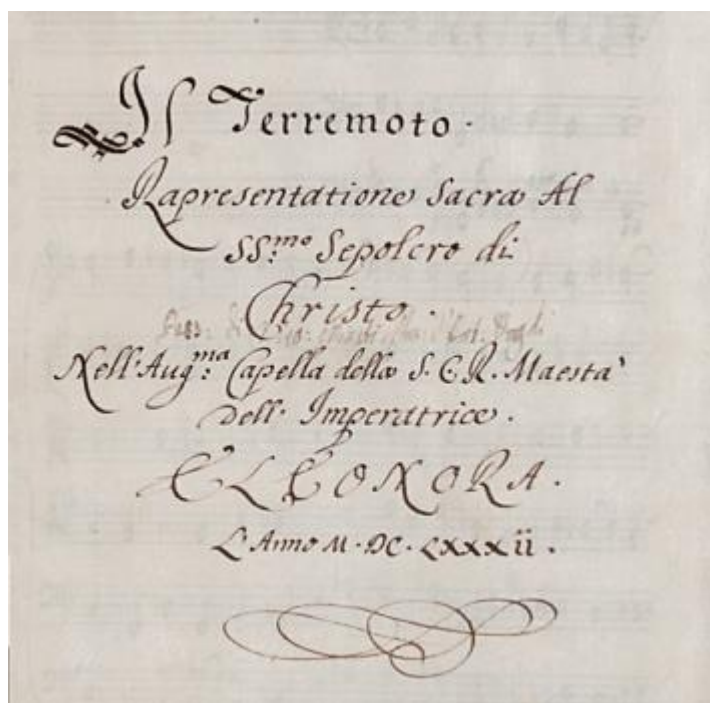 Il Terremoto.
Rapresentatione Sacra Al
SS:mo Sepolcro di
Christo.
Nell'Aug:ma Capella della S. C. R. Maestà
Dell' Imperatrice.
ELEONORA.
L'Anno M. DC. LXXXii.